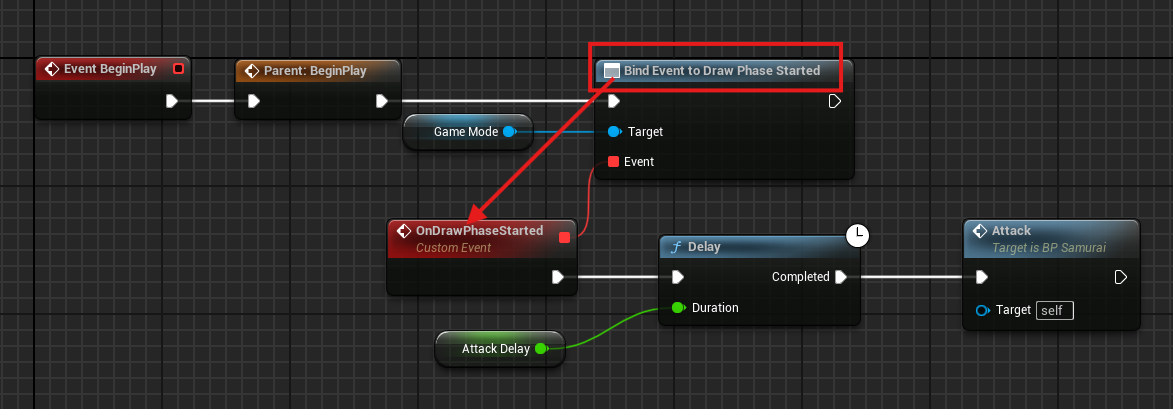 Event BeginPlay
Parent: BeginPlay
Bind Event to Draw Phase Started
Game Mode
Target
Event
OnDrawPhaseStarted
Custom Event
Delay
Completed
Duration
Attack Delay
Attack
Target is BP Samurai
Target self